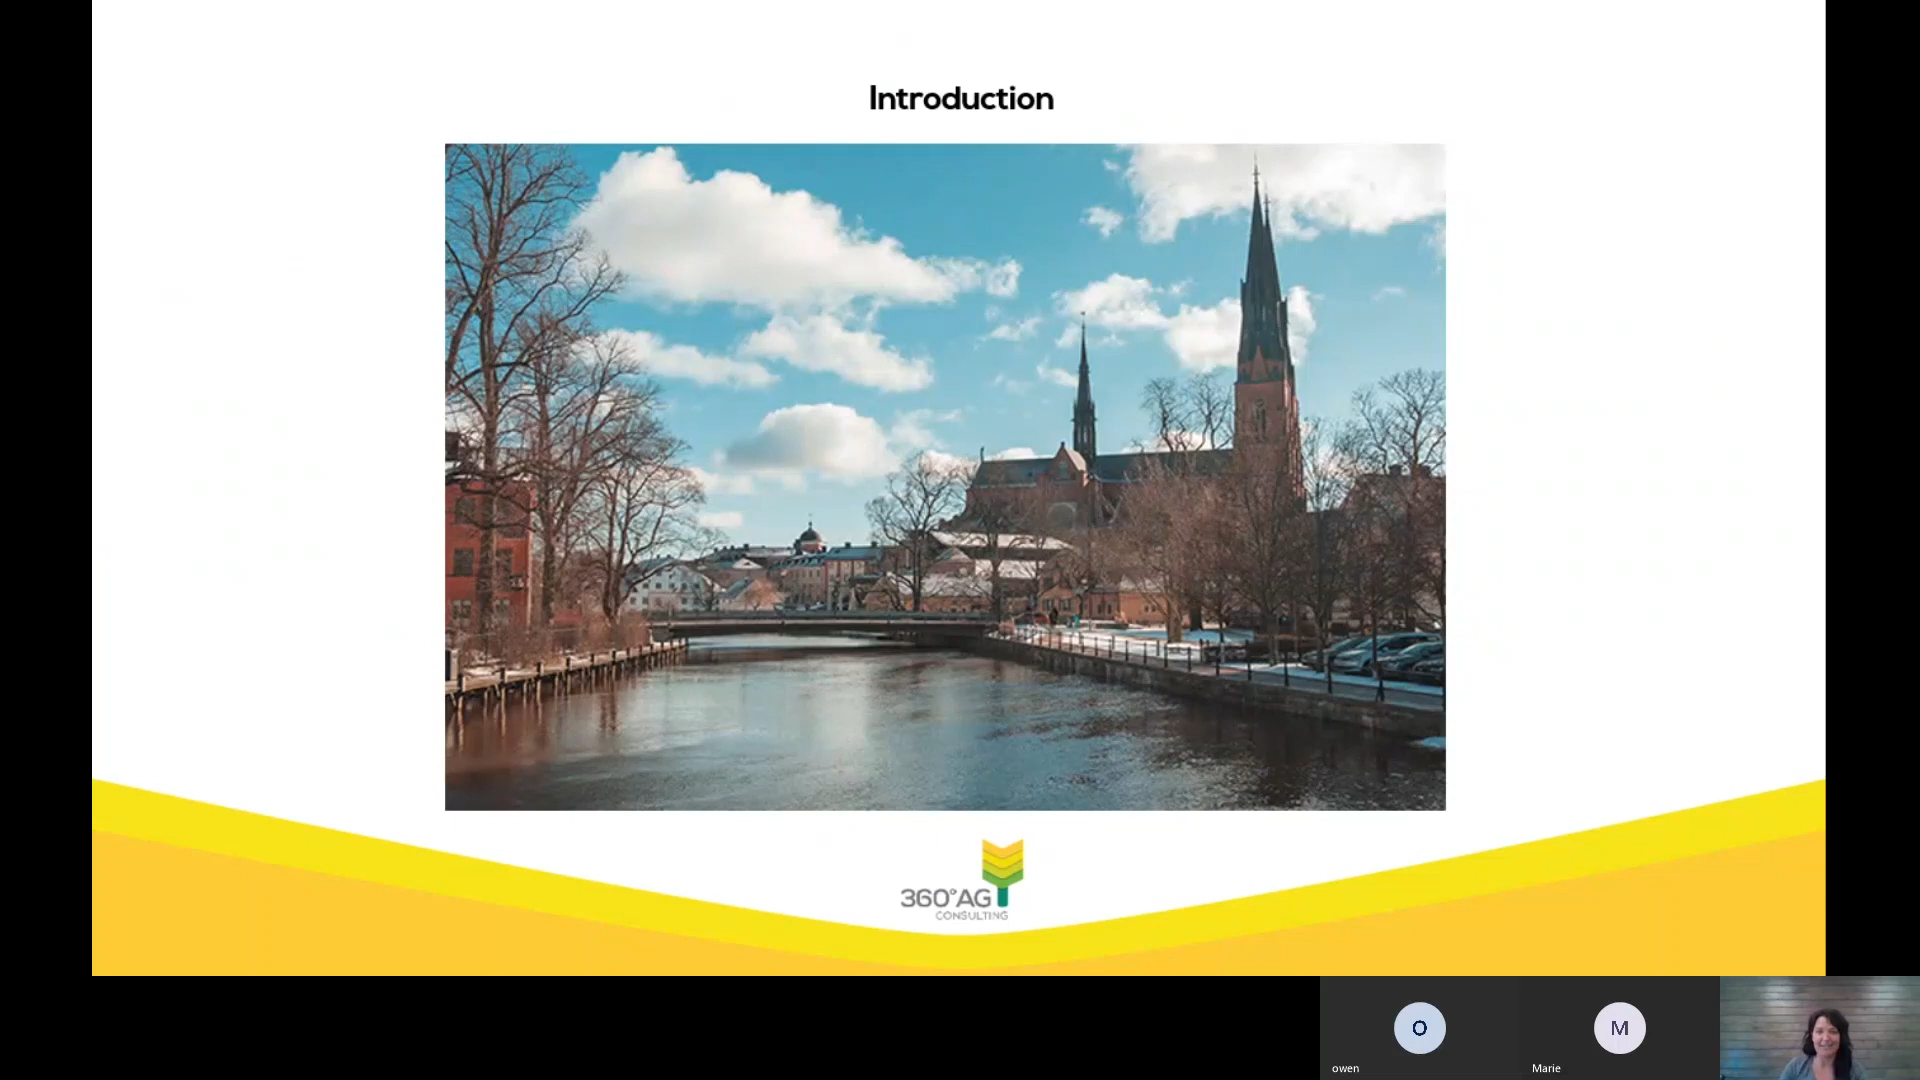 Introduction
360°AG
CONSULTING
O
M
owen
Marie